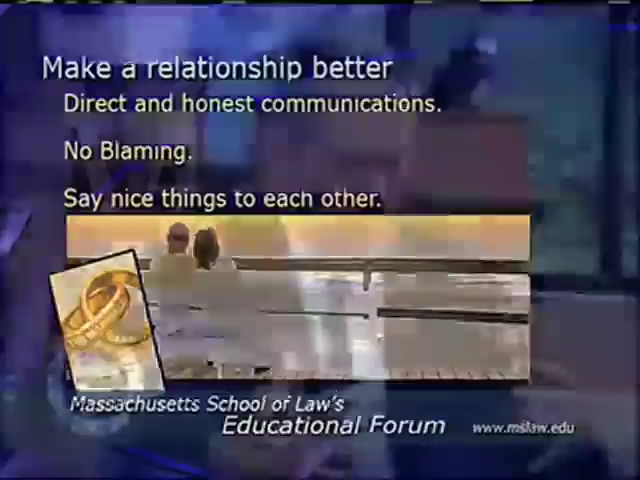 Make a relationship better
Direct and honest communications.
No Blaming.
Say nice things to each other.
Massachusetts School of Law's
Educational Forum www.mslaw.edu